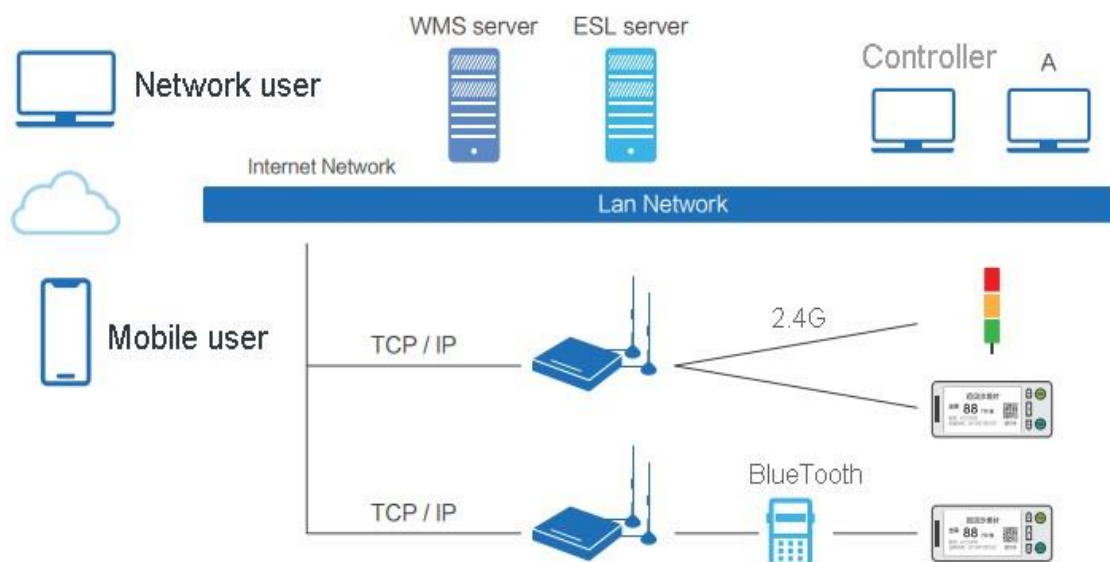 WMS server
ESL server
Controller
A
Network user
Internet Network
Lan Network
Mobile user
TCP / IP
2.4G
88
TCP / IP
BlueTooth
88